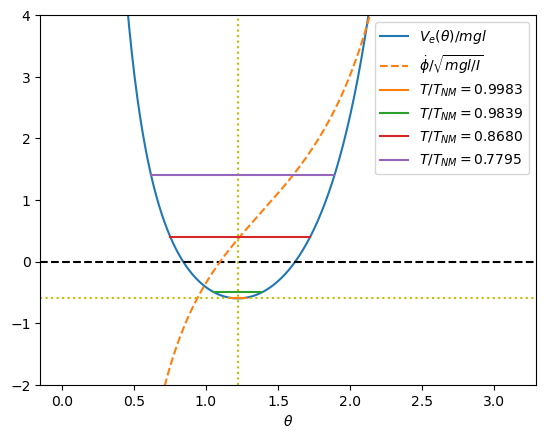 4
3
2
1
0
−1
−2
0.0 0.5 1.0 1.5 2.0 2.5 3.0
θ
V_e(θ)/mgl
ϕ̇/√mgl/I
T/T_NM = 0.9983
T/T_NM = 0.9839
T/T_NM = 0.8680
T/T_NM = 0.7795